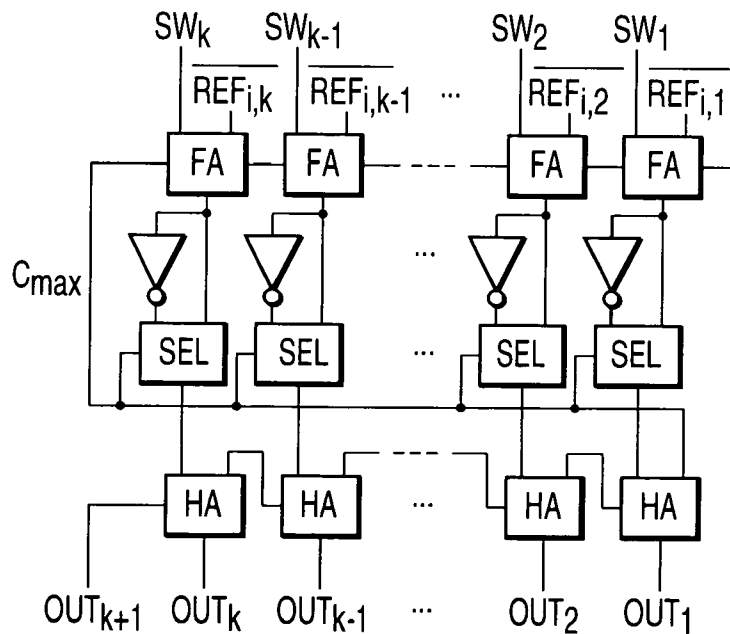 SWk SWk-1 SW2 SW1
REFi,k REFi,k-1 ... REFi,2 REFi,1
FA FA FA FA
...
Cmax
SEL SEL ... SEL SEL
HA HA ... HA HA
OUTk+1 OUTk OUTk-1 ... OUT2 OUT1